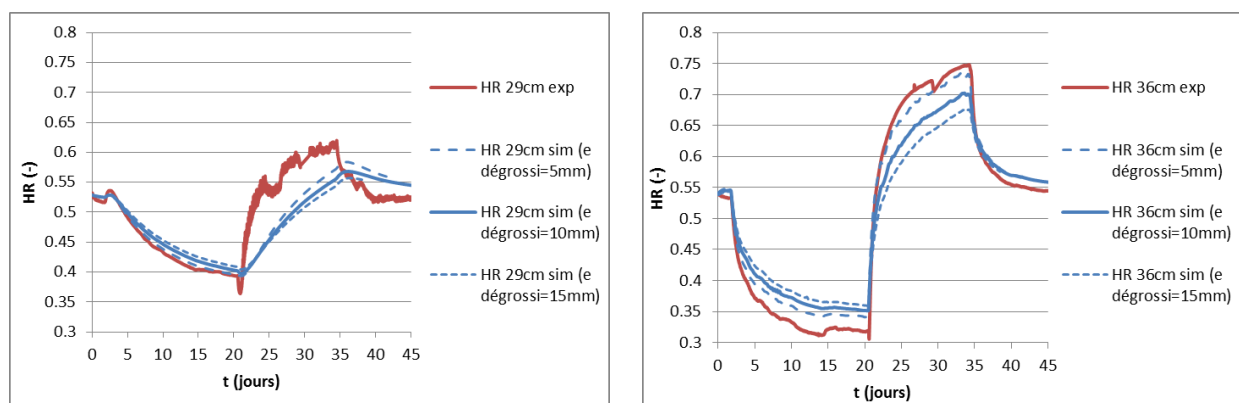 0.8
0.75
0.7
0.65
0.6
0.55
0.5
0.45
0.4
0.35
0.3
HR (-)
0 5 10 15 20 25 30 35 40 45
t (jours)
HR 29cm exp
HR 29cm sim (e
dégrossi=5mm)
HR 29cm sim (e
dégrossi=10mm)
HR 29cm sim (e
dégrossi=15mm)
0.8
0.75
0.7
0.65
0.6
0.55
0.5
0.45
0.4
0.35
0.3
HR (-)
0 5 10 15 20 25 30 35 40 45
t (jours)
HR 36cm exp
HR 36cm sim (e
dégrossi=5mm)
HR 36cm sim (e
dégrossi=10mm)
HR 36cm sim (e
dégrossi=15mm)